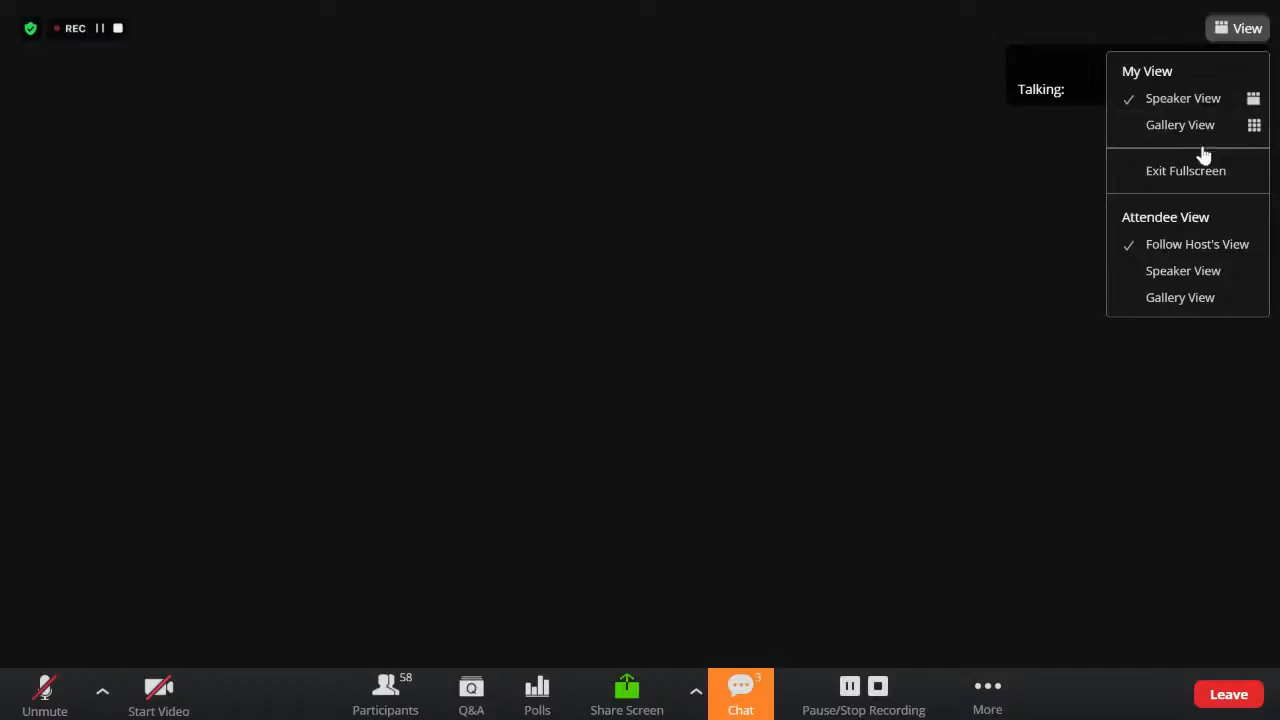 REC
View
Talking:
My View
Speaker View
Gallery View
Exit Fullscreen
Attendee View
Follow Host's View
Speaker View
Gallery View
Unmute
Start Video
58
Participants
Q
Q&A
Polls
Share Screen
3
Chat
Pause/Stop Recording
More
Leave